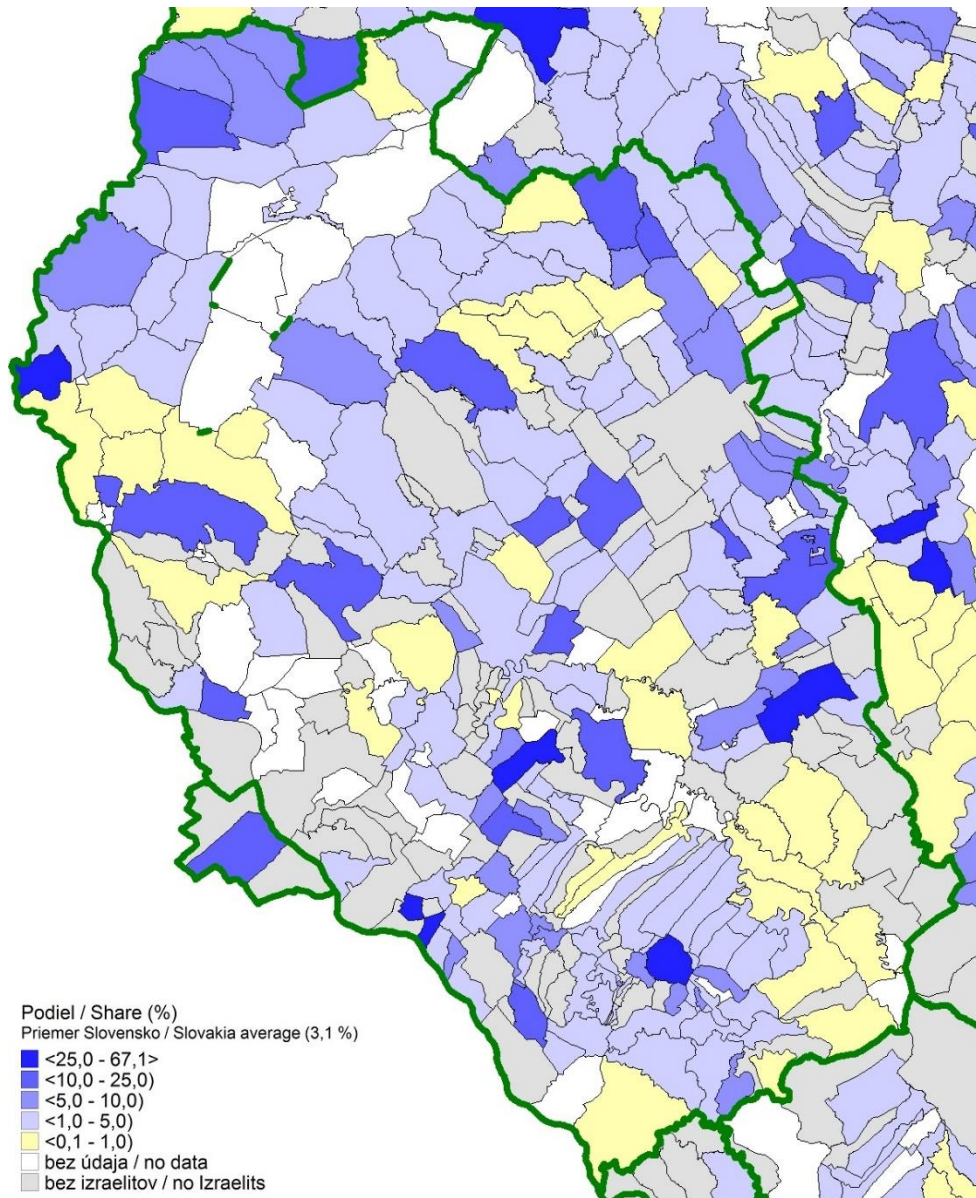 Podiel / Share (%)
Priemer Slovensko / Slovakia average (3,1 %)
<25,0 - 67,1>
<10,0 - 25,0)
<5,0 - 10,0)
<1,0 - 5,0)
<0,1 - 1,0)
bez údaja / no data
bez izraelitov / no Izraelits